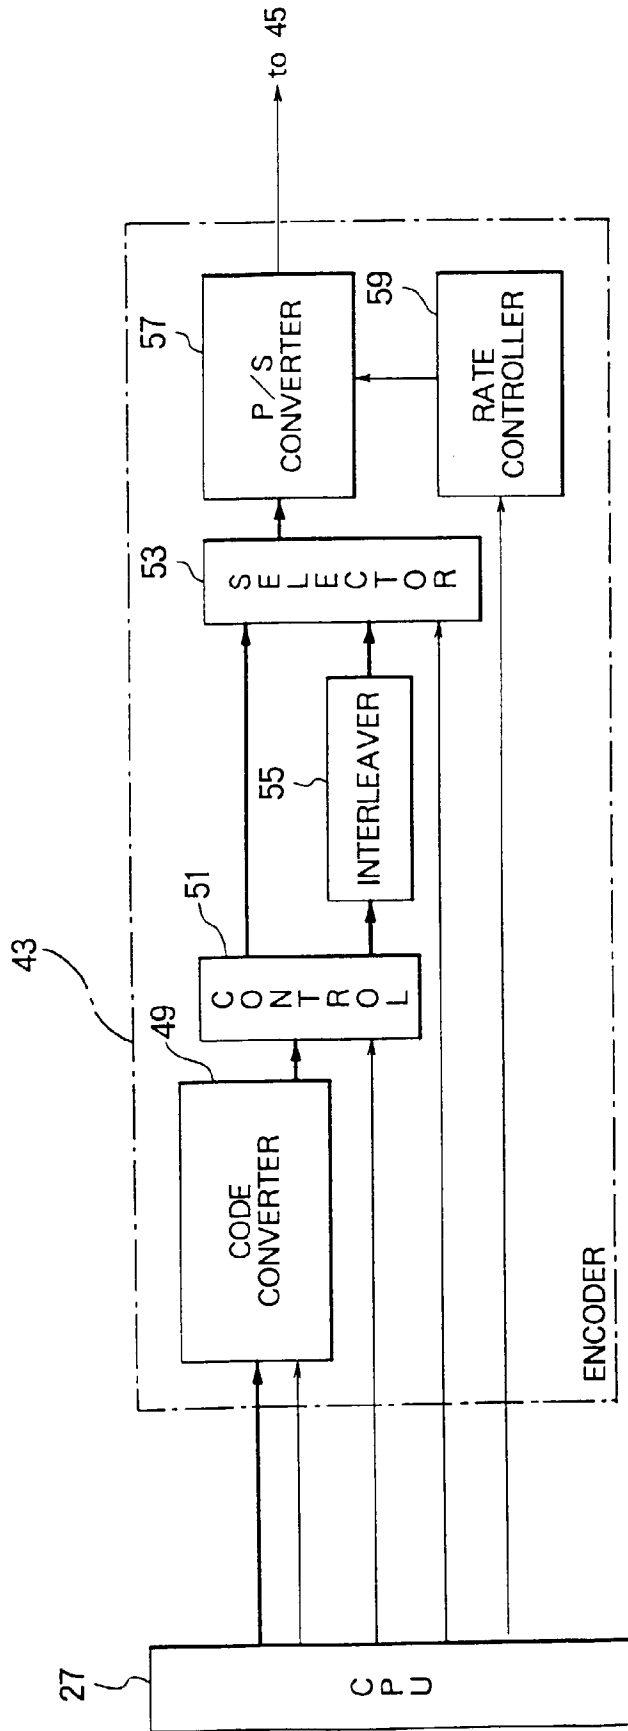 43
27
CPU
49
CODE
CONVERTER
51
CONTROL
55
INTERLEAVER
53
SELECTOR
57
P/S
CONVERTER
59
RATE
CONTROLLER
to 45
ENCODER